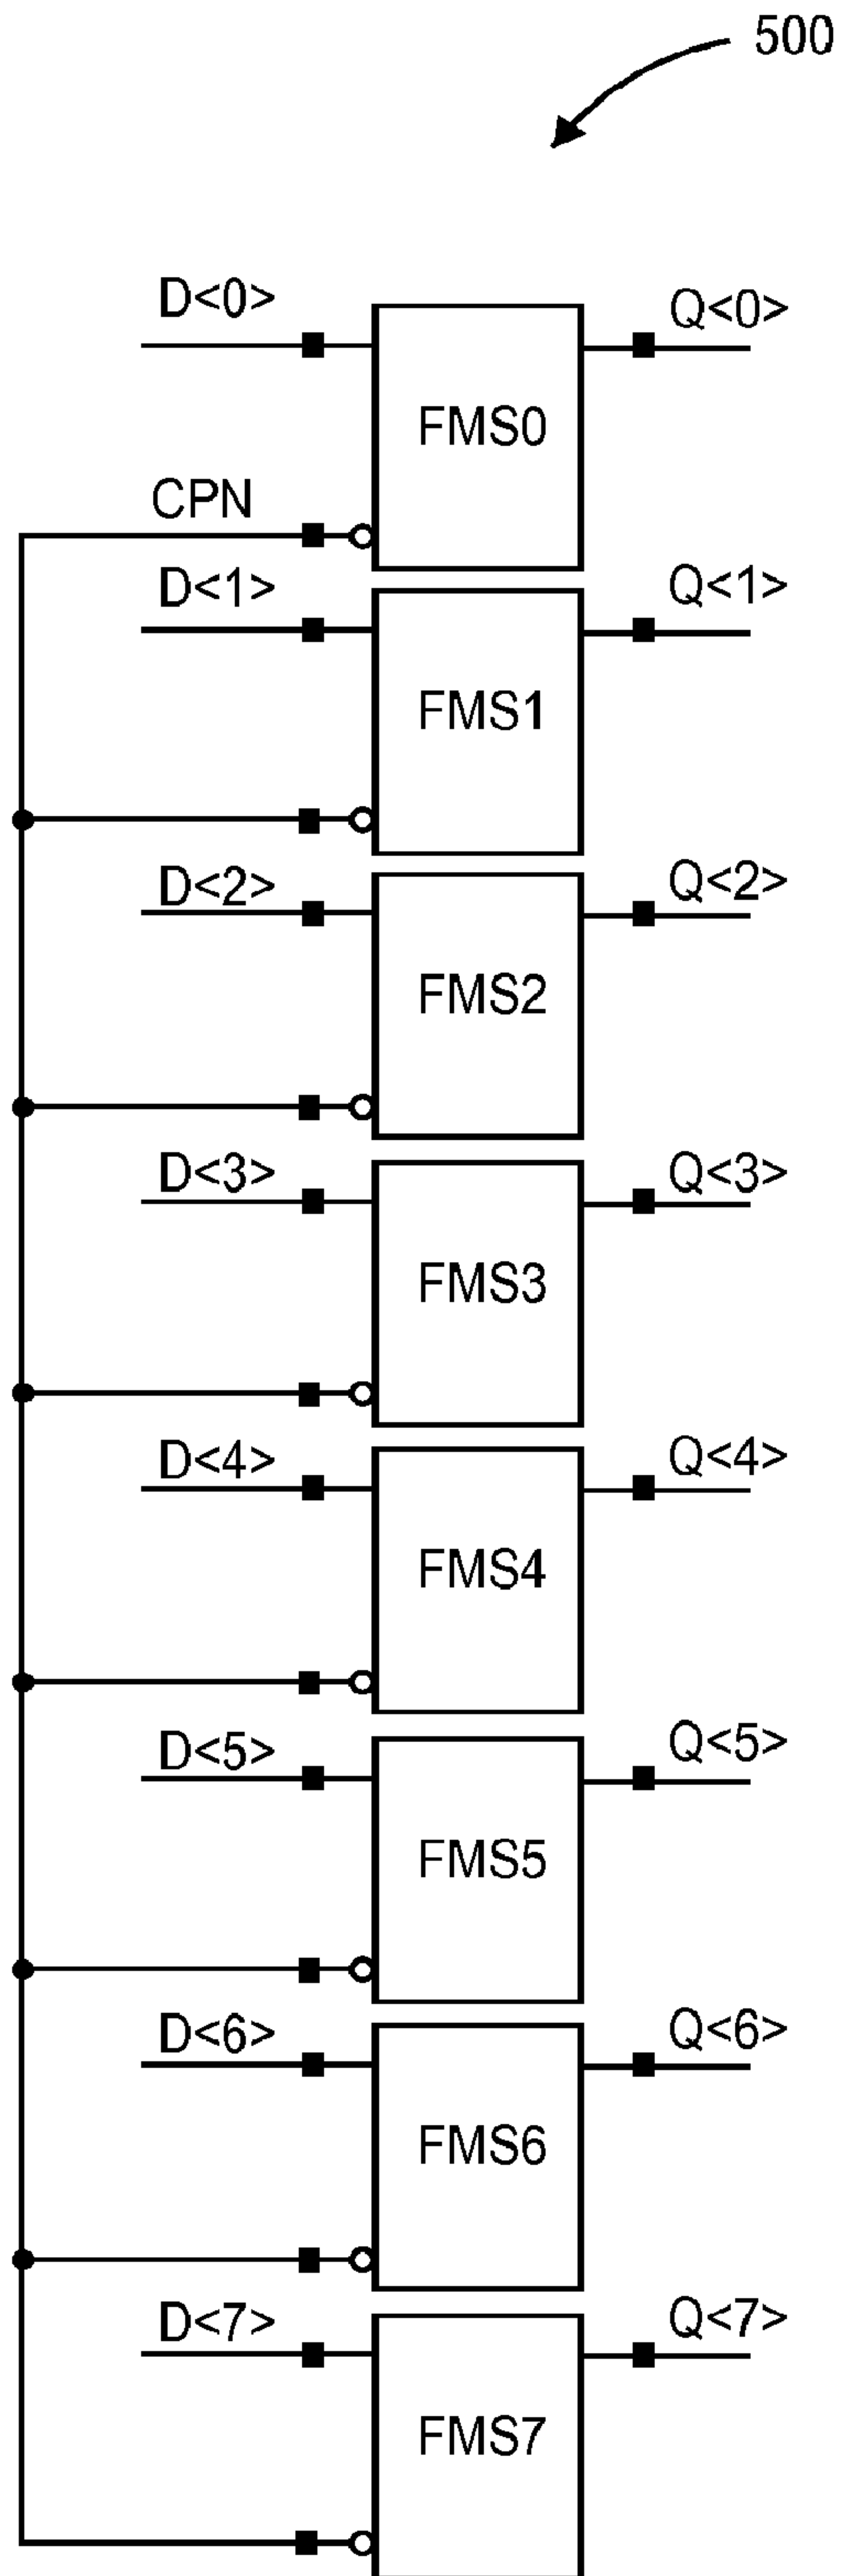 500
D<0>
Q<0>
FMS0
CPN
D<1>
Q<1>
FMS1
D<2>
Q<2>
FMS2
D<3>
Q<3>
FMS3
D<4>
Q<4>
FMS4
D<5>
Q<5>
FMS5
D<6>
Q<6>
FMS6
D<7>
Q<7>
FMS7